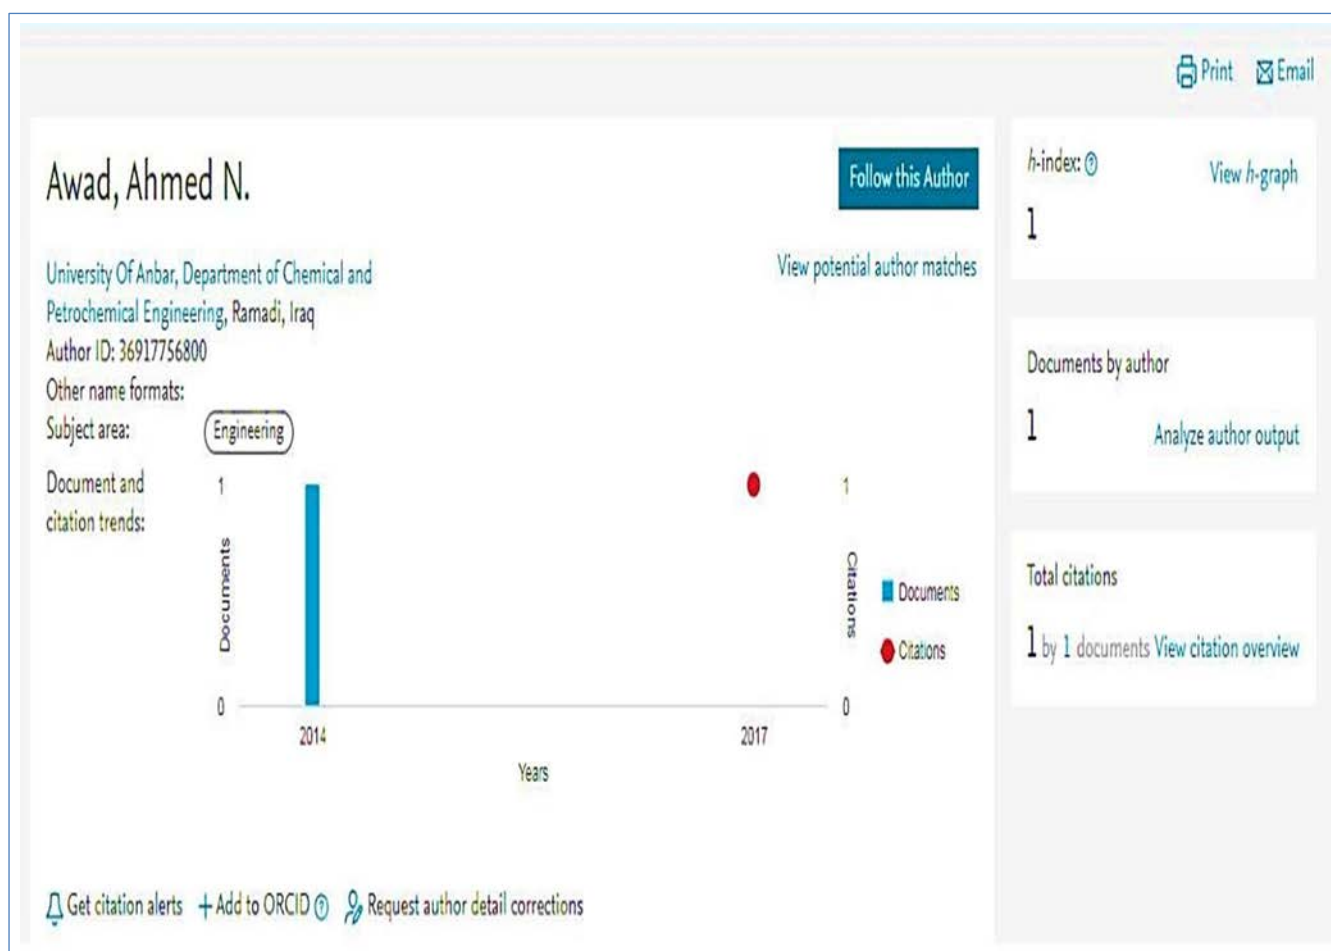 Print Email
Awad, Ahmed N.
Follow this Author
University Of Anbar, Department of Chemical and
Petrochemical Engineering, Ramadi, Iraq
View potential author matches
Author ID: 36917756800
Other name formats:
Subject area: Engineering
Document and
citation trends:
1
Documents
0
1
Citations
0
2014 2017
Years
Documents
Citations
Get citation alerts + Add to ORCID ? Request author detail corrections
h-index: ? View h-graph
1
Documents by author
1 Analyze author output
Total citations
1 by 1 documents View citation overview